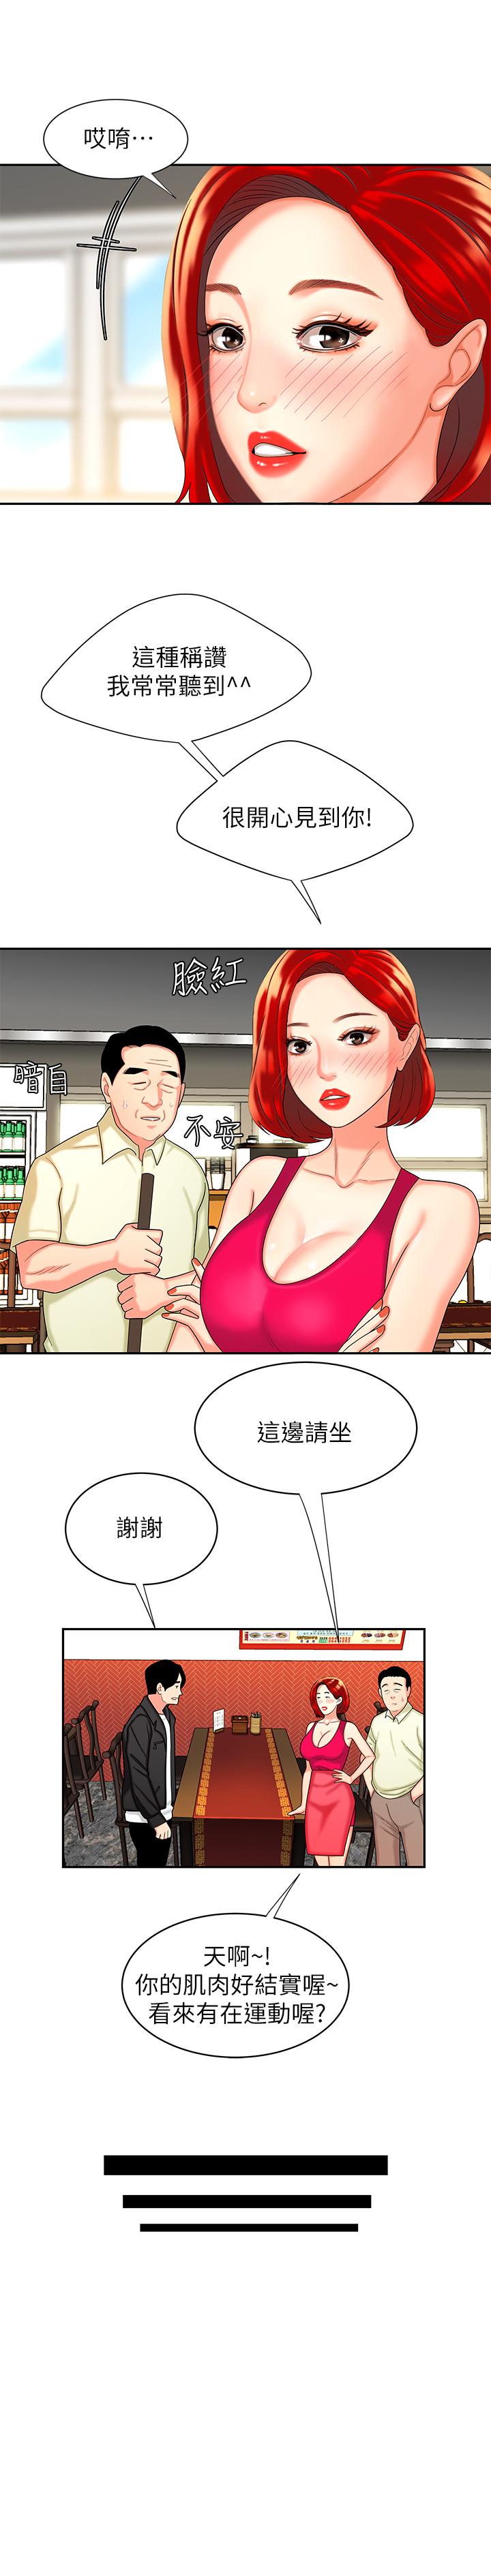 哎唷…
這種稱讚
我常常聽到^^
很開心見到你!
臉紅
暗自
不安
這邊請坐
謝謝
天啊~!
你的肌肉好結實喔~
看來有在運動喔?